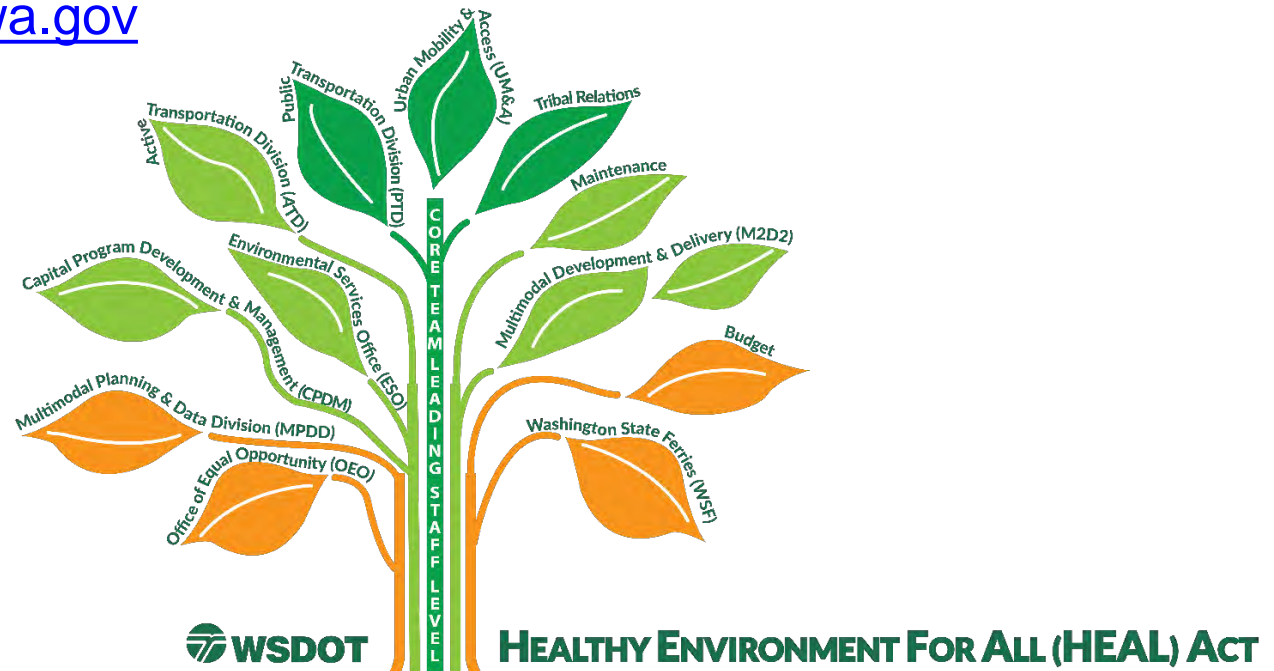 wa.gov
Urban Mobility &
Access (UM&A)
Public
Transportation Division (PTD)
Tribal Relations
Active
Transportation Division (ATD)
Maintenance
Environmental Services Office (ESO)
Multimodal Development & Delivery (M2D2)
Capital Program Development & Management (CPDM)
Budget
Multimodal Planning & Data Division (MPDD)
Washington State Ferries (WSF)
Office of Equal Opportunity (OEO)
CORE TEAM LEADING STAFF LEVEL
WSDOT
HEALTHY ENVIRONMENT FOR ALL (HEAL) ACT